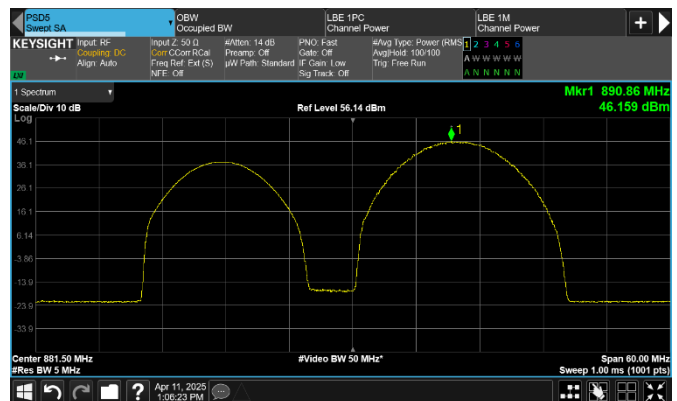 PSD5
Swept SA
OBW
Occupied BW
LBE 1PC
Channel Power
LBE 1M
Channel Power
KEYSIGHT
Input: RF
Coupling: DC
Align: Auto
Input Z: 50 Ω
Corr CCorr RCal
Freq Ref: Ext (S)
NFE: Off
#Atten: 14 dB
Preamp: Off
µW Path: Standard
PNO: Fast
Gate: Off
IF Gain: Low
Sig Track: Off
#Avg Type: Power (RMS)
Avg|Hold: 100/100
Trig: Free Run
1 2 3 4 5 6
A W W W W W
A N N N N N
LXI
1 Spectrum
Scale/Div 10 dB
Log
Ref Level 56.14 dBm
Mkr1 890.86 MHz
46.159 dBm
1
46.1
36.1
26.1
16.1
6.14
-3.86
-13.9
-23.9
-33.9
Center 881.50 MHz
#Res BW 5 MHz
#Video BW 50 MHz*
Span 60.00 MHz
Sweep 1.00 ms (1001 pts)
?
Apr 11, 2025
1:06:23 PM